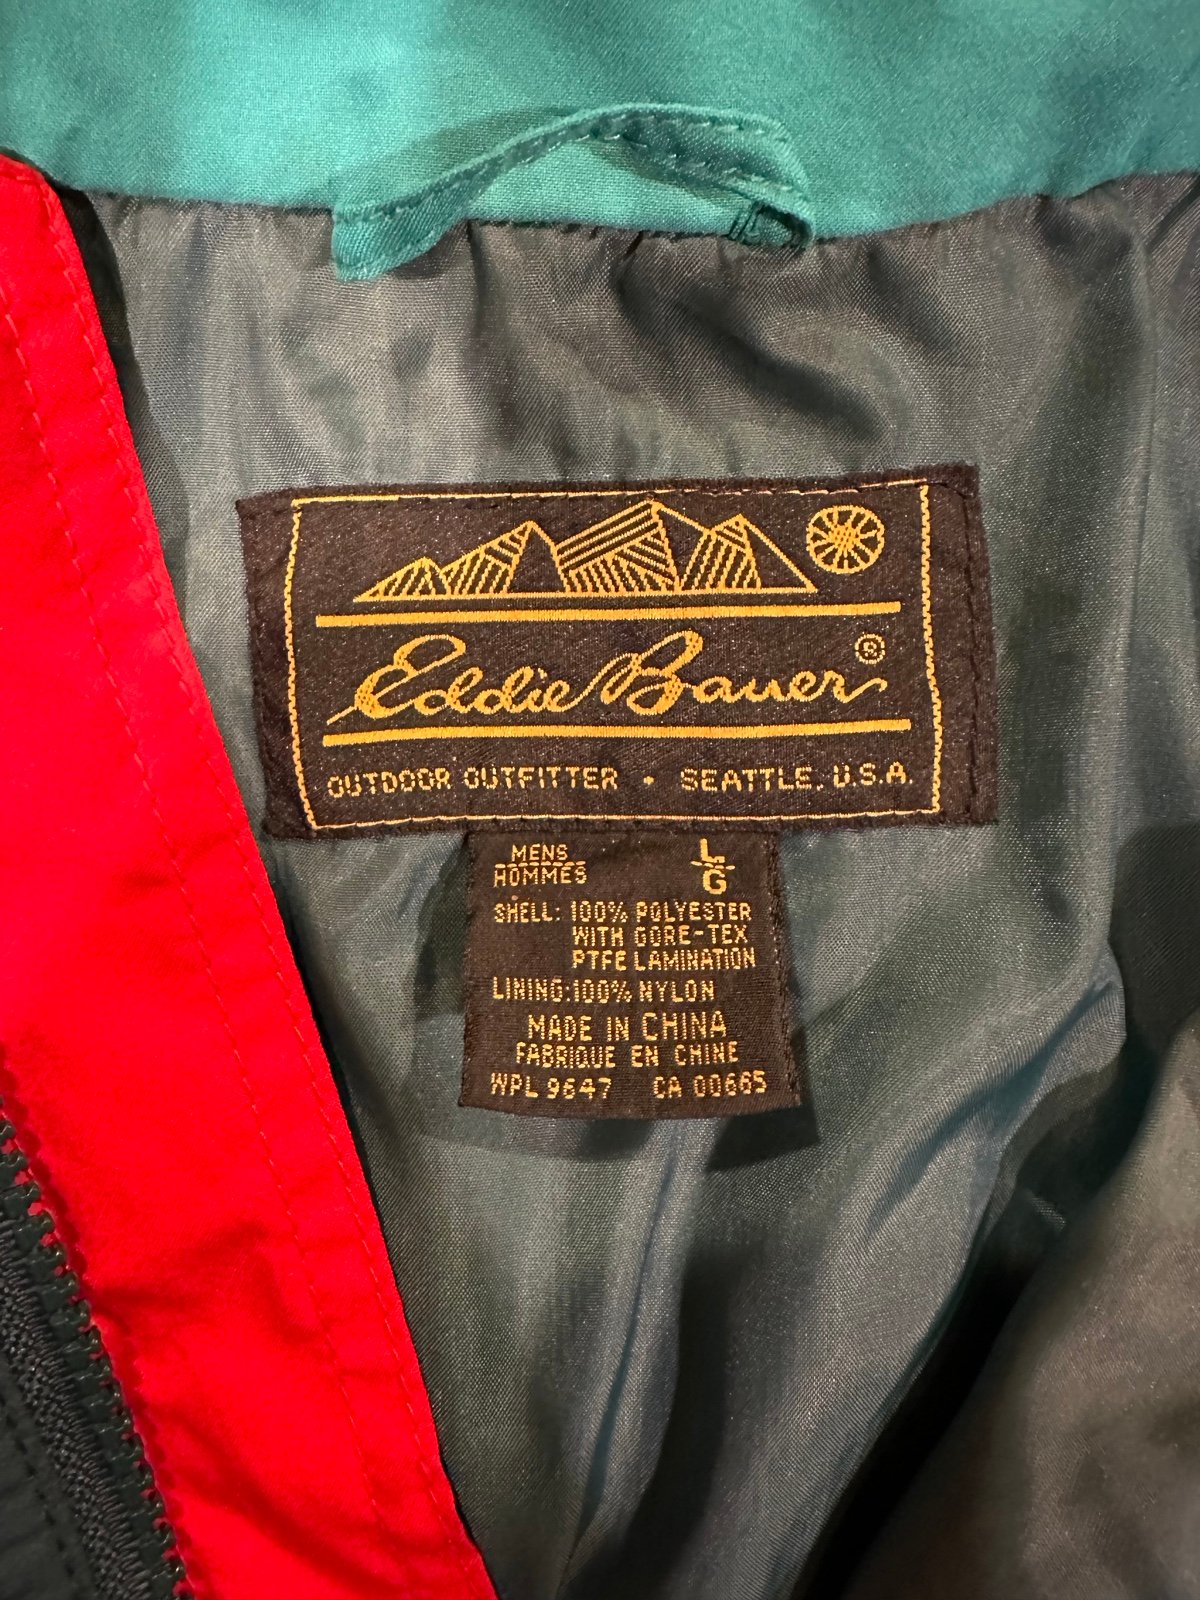 Eddie Bauer®
OUTDOOR OUTFITTER • SEATTLE, U.S.A.
MENS L
HOMMES G
SHELL: 100% POLYESTER
WITH GORE-TEX
PTFE LAMINATION
LINING: 100% NYLON
MADE IN CHINA
FABRIQUE EN CHINE
WPL 9647 CA 00665